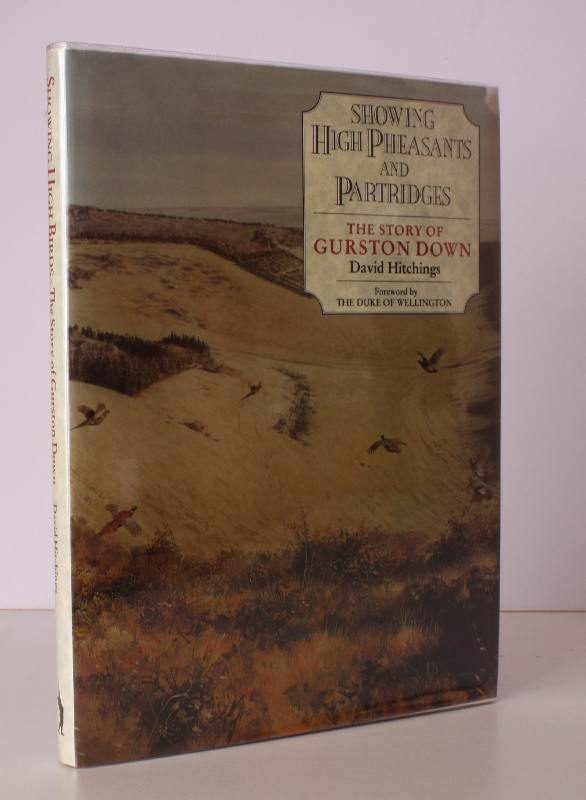 SHOWING
HIGH PHEASANTS
AND
PARTRIDGES
THE STORY OF
GURSTON DOWN
David Hitchings
Foreword by
THE DUKE OF WELLINGTON
SHOWING HIGH BIRDS The Story of Gurston Down David Hitchings